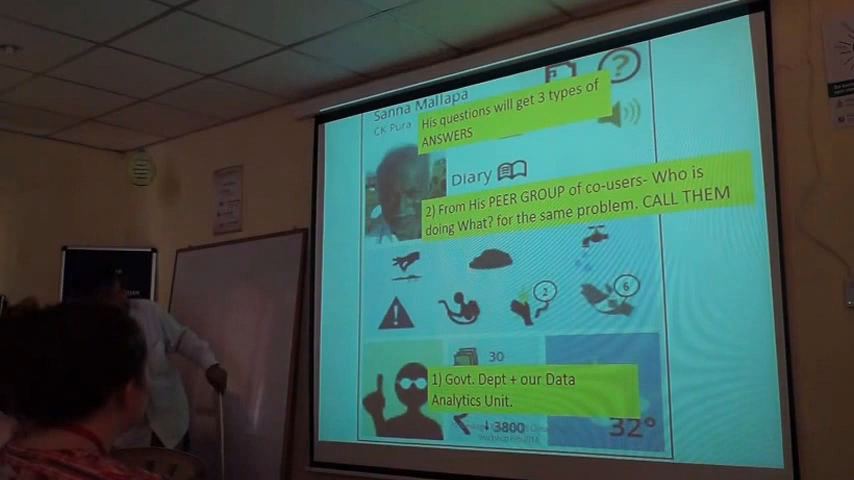 Sanna Mallapa
CK Pura
His questions will get 3 types of
ANSWERS
?
Diary
2) From His PEER GROUP of co-users- Who is
doing What? for the same problem. CALL THEM
2
6
30
1) Govt. Dept + our Data
Analytics Unit.
3800
32°